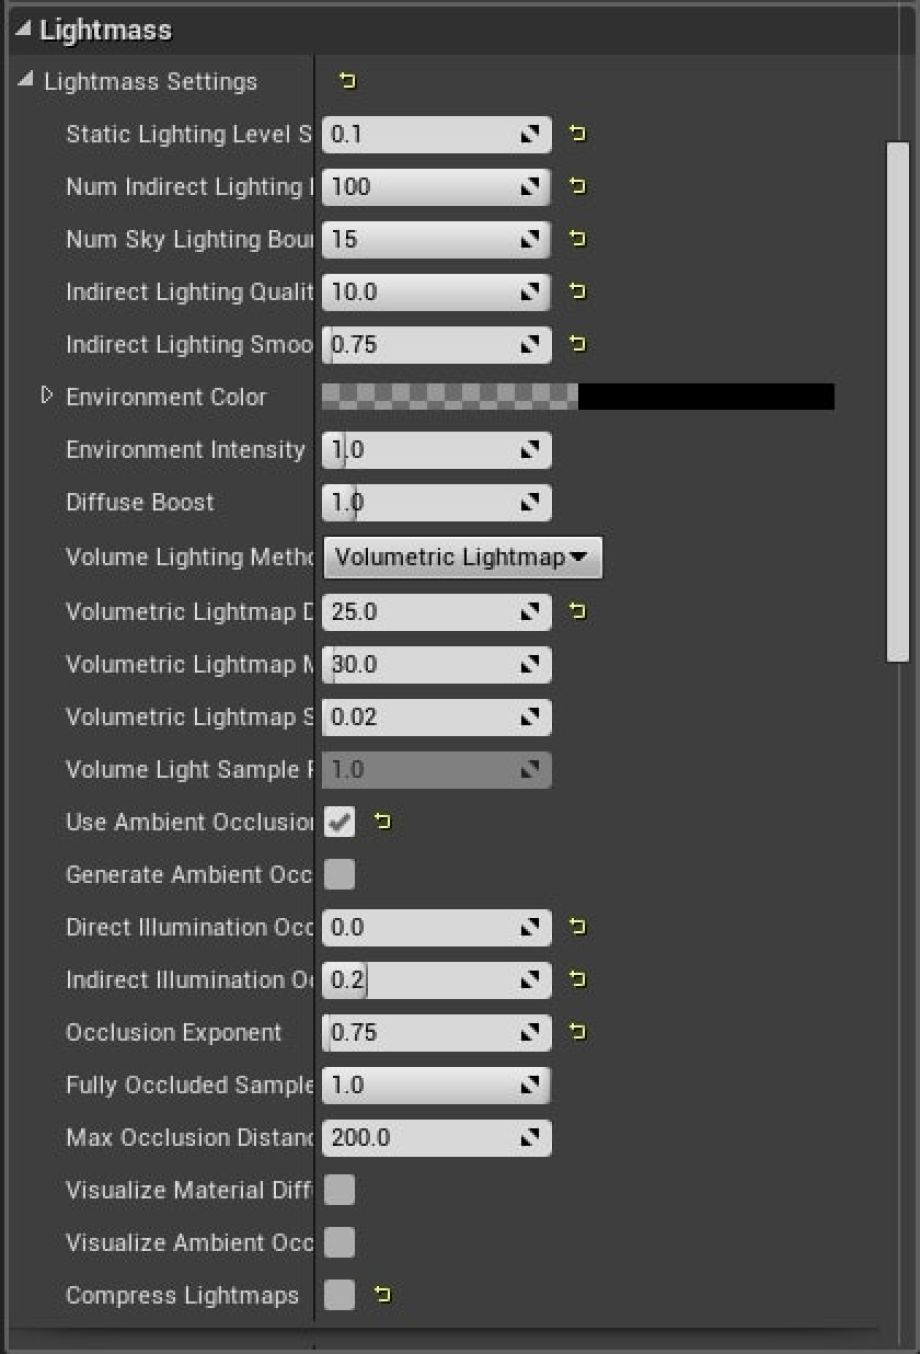 Lightmass
Lightmass Settings
Static Lighting Level S 0.1
Num Indirect Lighting 100
Num Sky Lighting Bou 15
Indirect Lighting Qualit 10.0
Indirect Lighting Smoo 0.75
Environment Color
Environment Intensity 1.0
Diffuse Boost 1.0
Volume Lighting Metho Volumetric Lightmap
Volumetric Lightmap D 25.0
Volumetric Lightmap M 30.0
Volumetric Lightmap S 0.02
Volume Light Sample P 1.0
Use Ambient Occlusion
Generate Ambient Occ
Direct Illumination Occ 0.0
Indirect Illumination Oc 0.2
Occlusion Exponent 0.75
Fully Occluded Sample 1.0
Max Occlusion Distanc 200.0
Visualize Material Diff
Visualize Ambient Occ
Compress Lightmaps